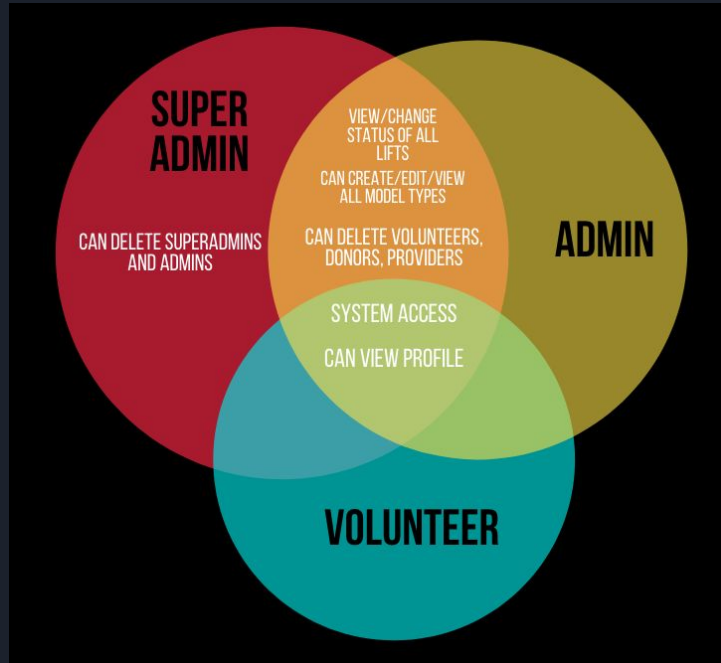 SUPER
ADMIN
CAN DELETE SUPERADMINS
AND ADMINS
VIEW/CHANGE
STATUS OF ALL
LIFTS
CAN CREATE/EDIT/VIEW
ALL MODEL TYPES
CAN DELETE VOLUNTEERS,
DONORS, PROVIDERS
ADMIN
SYSTEM ACCESS
CAN VIEW PROFILE
VOLUNTEER